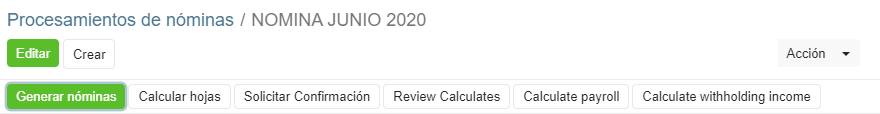 Procesamientos de nóminas / NOMINA JUNIO 2020
Editar Crear Acción
Generar nóminas Calcular hojas Solicitar Confirmación Review Calculates Calculate payroll Calculate withholding income